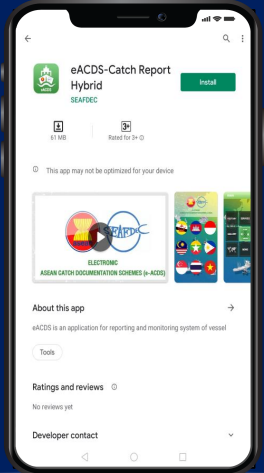 eACDS
eACDS-Catch Report
Hybrid
SEAFDEC
Install
61 MB
3+
Rated for 3+
This app may not be optimized for your device
SEAFDEC
ELECTRONIC
ASEAN CATCH DOCUMENTATION SCHEMES (e-ACDS)
About this app
eACDS is an application for reporting and monitoring system of vessel
Tools
Ratings and reviews
No reviews yet
Developer contact